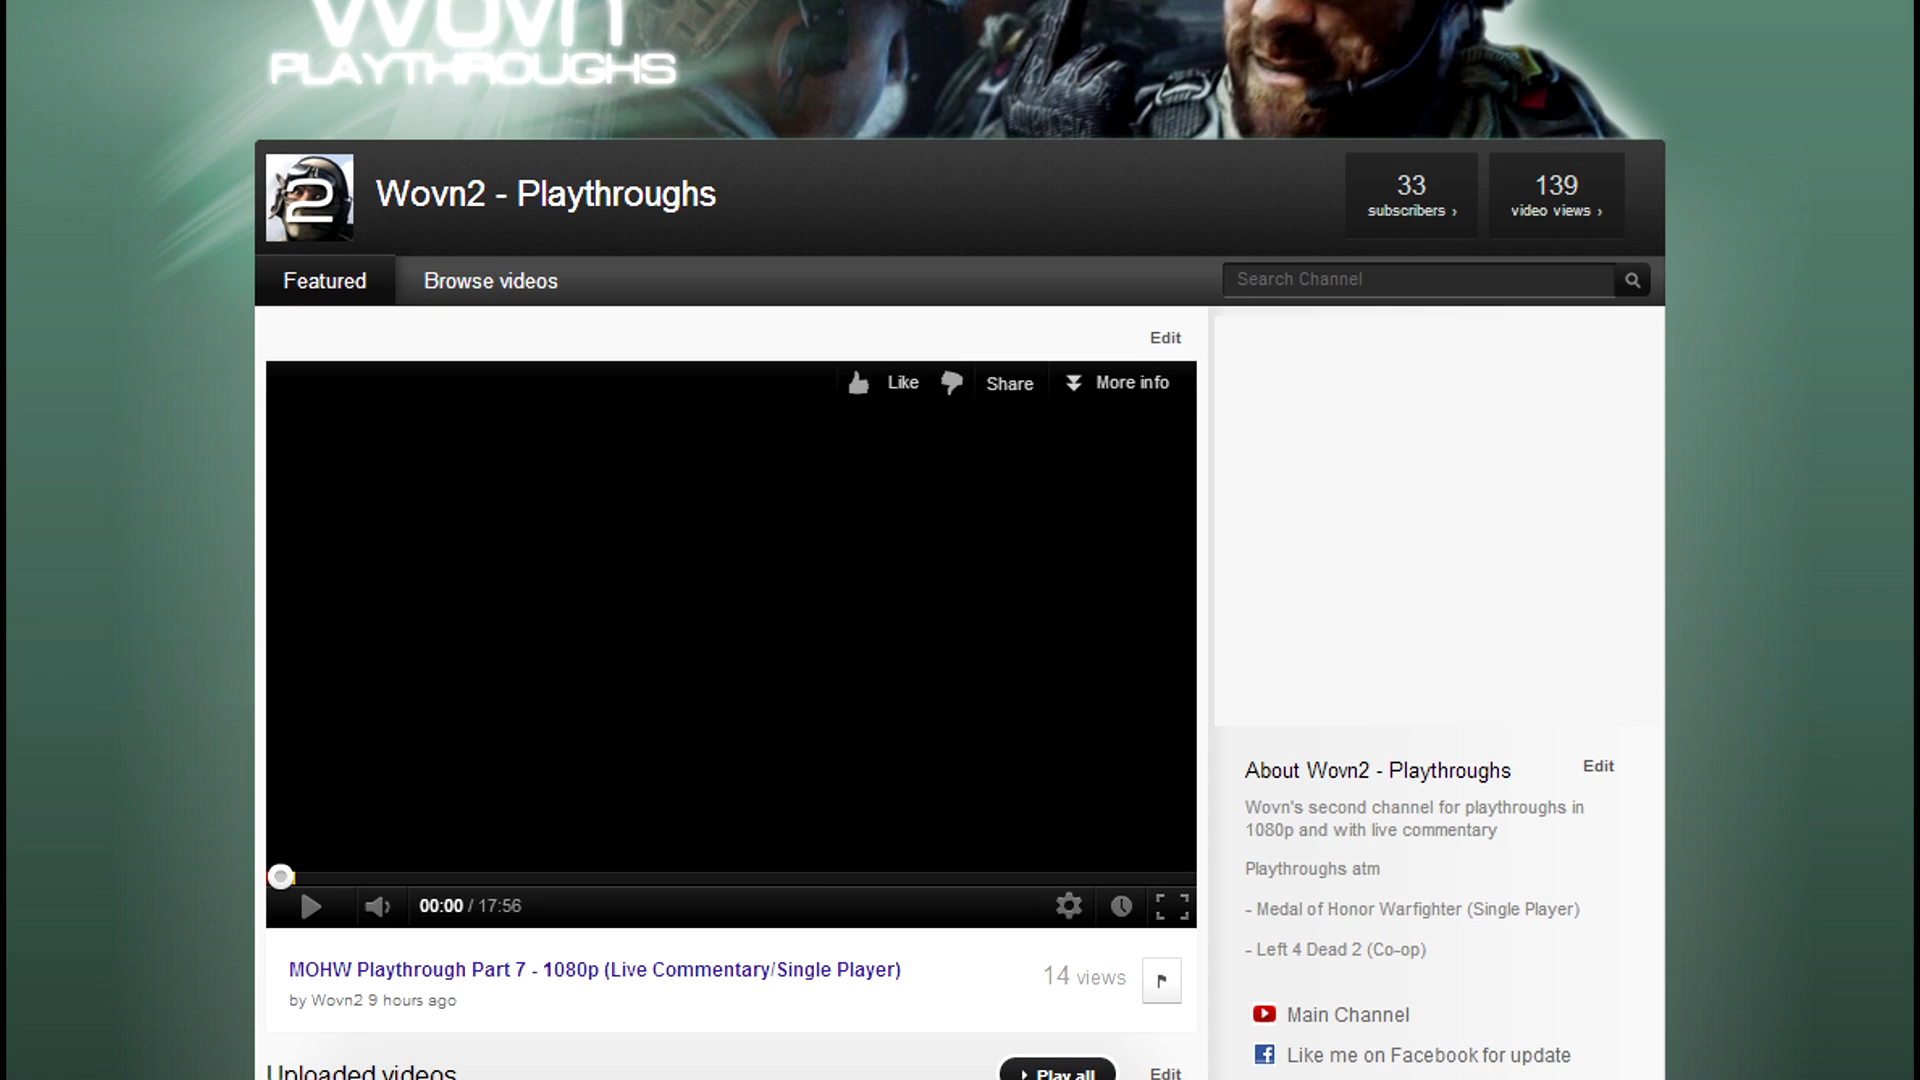 WOVN
PLAYTHROUGHS
2
Wovn2 - Playthroughs
33
subscribers ›
139
video views ›
Featured
Browse videos
Search Channel
Edit
Like
Share
More info
00:00 / 17:56
MOHW Playthrough Part 7 - 1080p (Live Commentary/Single Player)
by Wovn2 9 hours ago
14 views
Uploaded videos
Play all
Edit
About Wovn2 - Playthroughs
Edit
Wovn's second channel for playthroughs in
1080p and with live commentary
Playthroughs atm
- Medal of Honor Warfighter (Single Player)
- Left 4 Dead 2 (Co-op)
Main Channel
Like me on Facebook for update